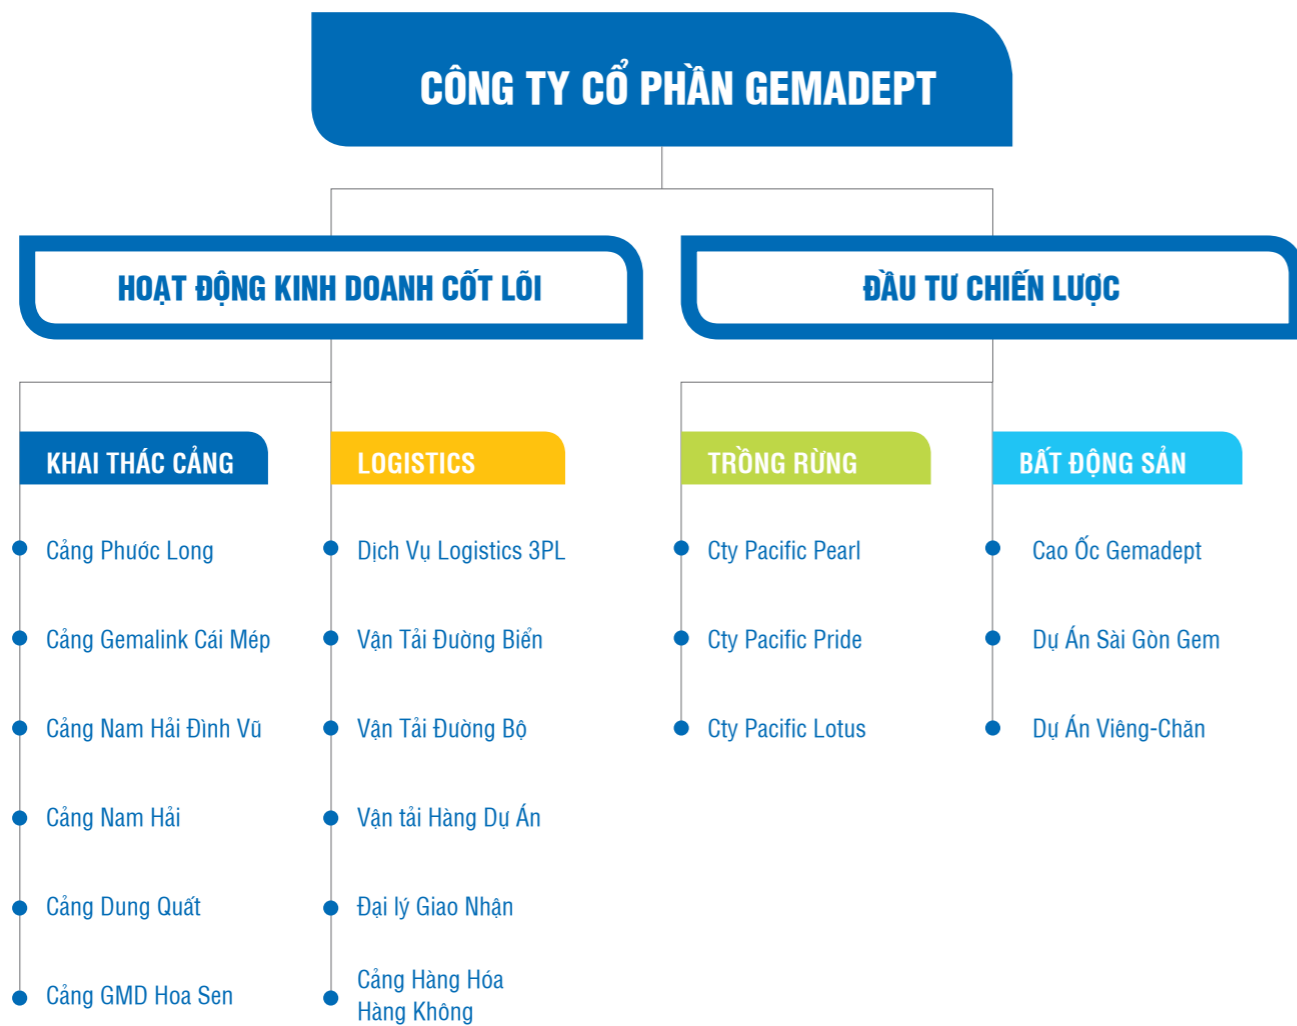 CÔNG TY CỔ PHẦN GEMADEPT
HOẠT ĐỘNG KINH DOANH CỐT LÕI
ĐẦU TƯ CHIẾN LƯỢC
KHAI THÁC CẢNG
Cảng Phước Long
Cảng Gemalink Cái Mép
Cảng Nam Hải Đình Vũ
Cảng Nam Hải
Cảng Dung Quất
Cảng GMD Hoa Sen
LOGISTICS
Dịch Vụ Logistics 3PL
Vận Tải Đường Biển
Vận Tải Đường Bộ
Vận tải Hàng Dự Án
Đại lý Giao Nhận
Cảng Hàng Hóa
Hàng Không
TRỒNG RỪNG
Cty Pacific Pearl
Cty Pacific Pride
Cty Pacific Lotus
BẤT ĐỘNG SẢN
Cao Ốc Gemadept
Dự Án Sài Gòn Gem
Dự Án Viêng-Chăn